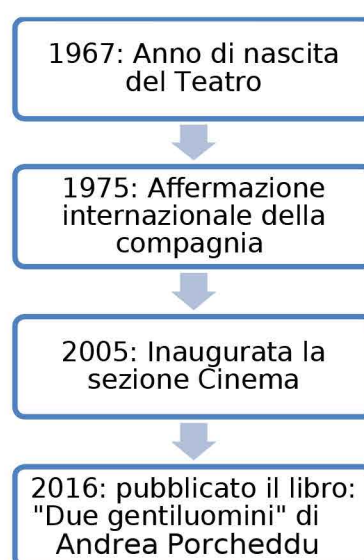 1967: Anno di nascita
del Teatro
1975: Affermazione
internazionale della
compagnia
2005: Inaugurata la
sezione Cinema
2016: pubblicato il libro:
"Due gentiluomini" di
Andrea Porcheddu